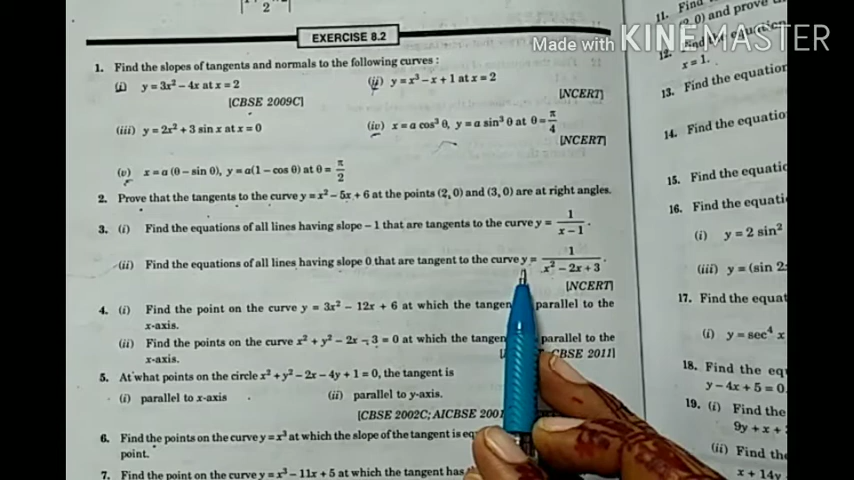 2
EXERCISE 8.2
Made with KINEMASTER
1. Find the slopes of tangents and normals to the following curves :
(i) y = 3x² − 4x at x = 2
(ii) y = x³ − x + 1 at x = 2
[CBSE 2009C]
[NCERT]
(iii) y = 2x² + 3 sin x at x = 0
(iv) x = a cos³ θ, y = a sin³ θ at θ = π/4
[NCERT]
(v) x = a (θ − sin θ), y = a(1 − cos θ) at θ = π/2
2. Prove that the tangents to the curve y = x² − 5x + 6 at the points (2, 0) and (3, 0) are at right angles.
3. (i) Find the equations of all lines having slope − 1 that are tangents to the curve y = 1/(x − 1).
(ii) Find the equations of all lines having slope 0 that are tangent to the curve y = 1/(x² − 2x + 3).
[NCERT]
4. (i) Find the point on the curve y = 3x² − 12x + 6 at which the tangen parallel to the
x-axis.
(ii) Find the points on the curve x² + y² − 2x − 3 = 0 at which the tangen parallel to the
x-axis.
CBSE 2011]
5. At what points on the circle x² + y² − 2x − 4y + 1 = 0, the tangent is
(i) parallel to x-axis
(ii) parallel to y-axis.
[CBSE 2002C; AICBSE 2001
6. Find the points on the curve y = x³ at which the slope of the tangent is eq
point.
7. Find the point on the curve y = x³ − 11x + 5 at which the tangent has
11. Find
2, 0) and prove
12. Find the equation
x = 1.
13. Find the equation
14. Find the equatio
15. Find the equatic
16. Find the equati
(i) y = 2 sin²
(iii) y = (sin 2
17. Find the equat
(i) y = sec⁴ x
18. Find the eq
y − 4x + 5 = 0
19. (i) Find the
9y + x +
(ii) Find the
x + 14y